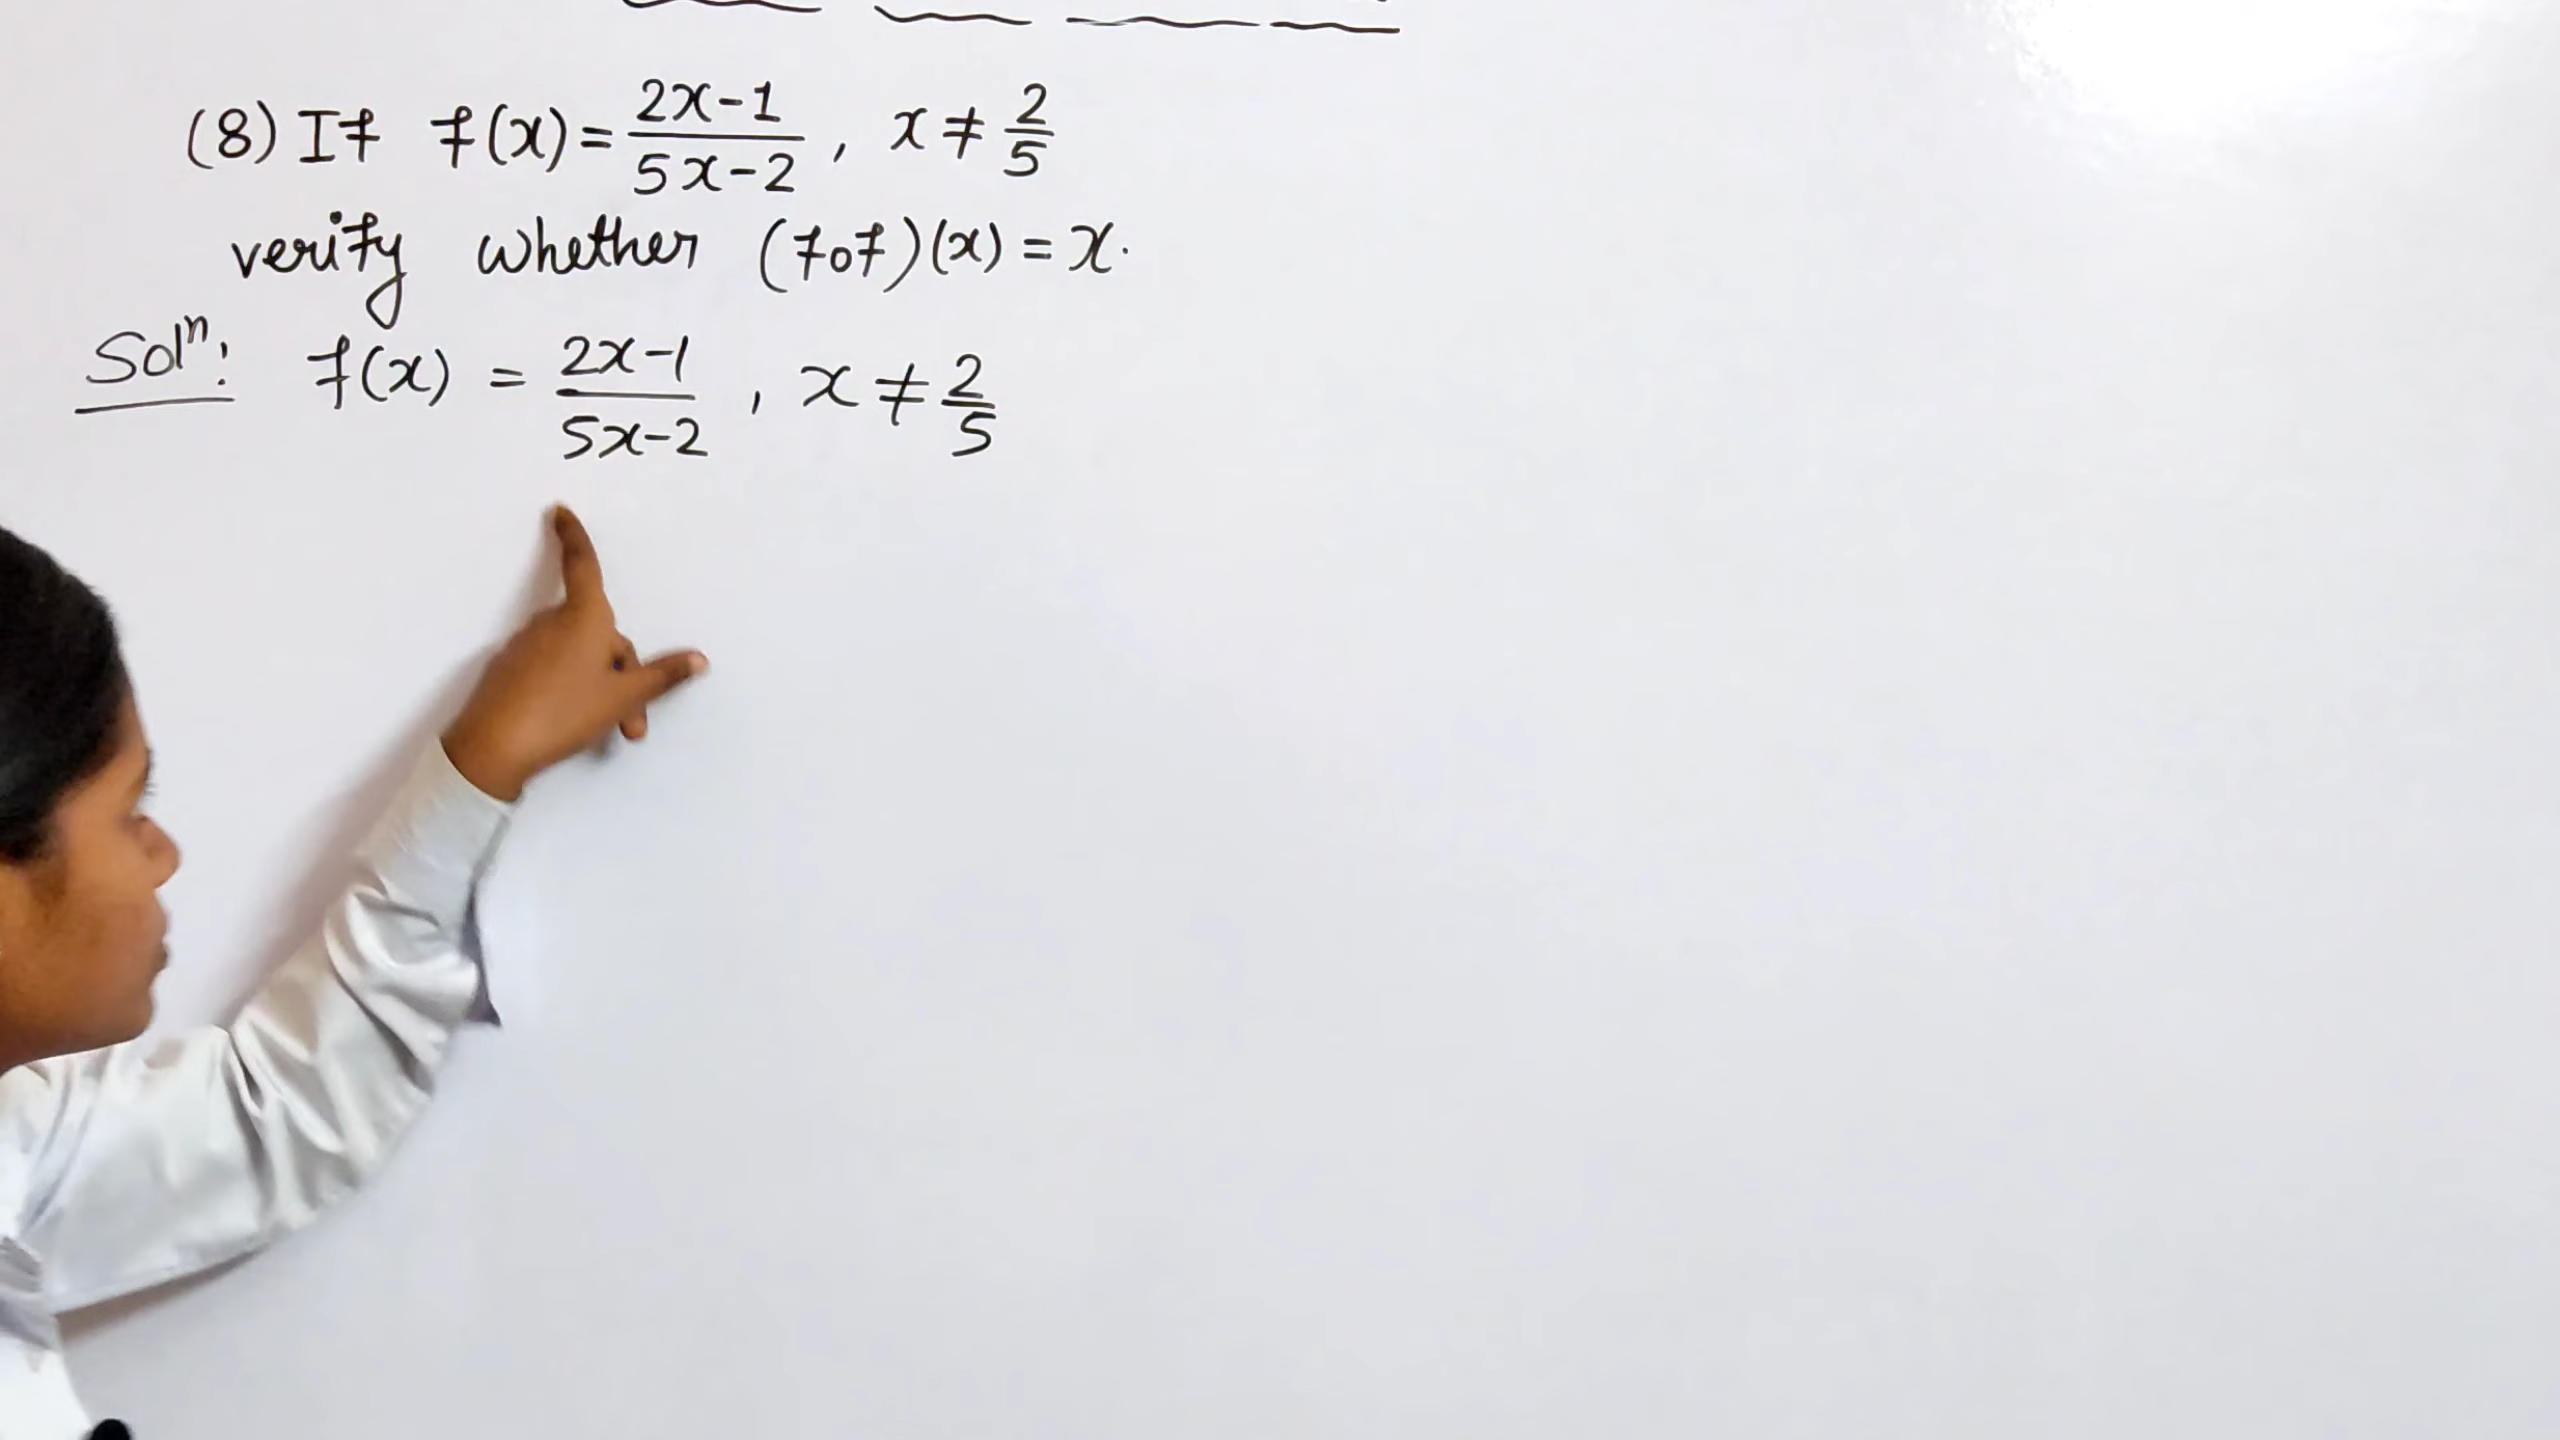 (8) If f(x) = (2x-1)/(5x-2) , x ≠ 2/5
verify whether (fof)(x) = x.
Solⁿ: f(x) = (2x-1)/(5x-2) , x ≠ 2/5